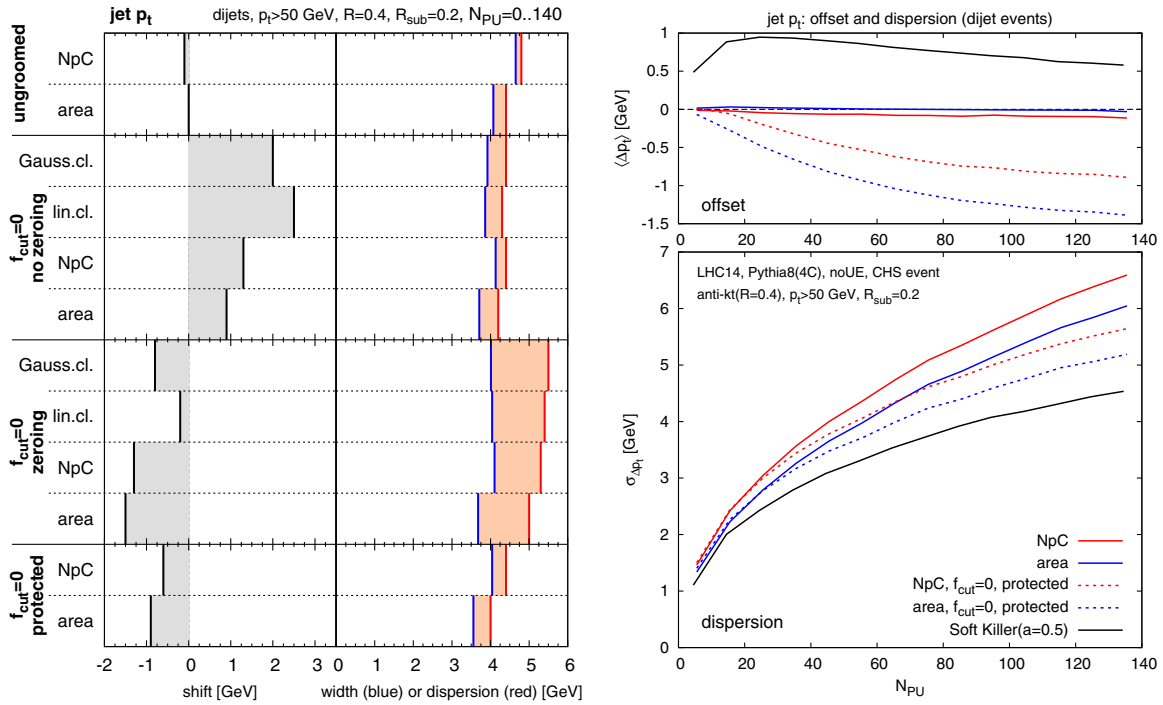 jet pt dijets, pt>50 GeV, R=0.4, Rsub=0.2, NPU=0..140
ungroomed
NpC
area
fcut=0
no zeroing
Gauss.cl.
lin.cl.
NpC
area
fcut=0
zeroing
Gauss.cl.
lin.cl.
NpC
area
fcut=0
protected
NpC
area
-2 -1 0 1 2 3 0 1 2 3 4 5 6
shift [GeV] width (blue) or dispersion (red) [GeV]
jet pt: offset and dispersion (dijet events)
1
0.5
0
-0.5
-1
-1.5
⟨Δpt⟩ [GeV]
offset
0 20 40 60 80 100 120 140
7
6
5
4
3
2
1
0
σΔpt [GeV]
LHC14, Pythia8(4C), noUE, CHS event
anti-kt(R=0.4), pt>50 GeV, Rsub=0.2
NpC
area
NpC, fcut=0, protected
area, fcut=0, protected
Soft Killer(a=0.5)
dispersion
0 20 40 60 80 100 120 140
NPU